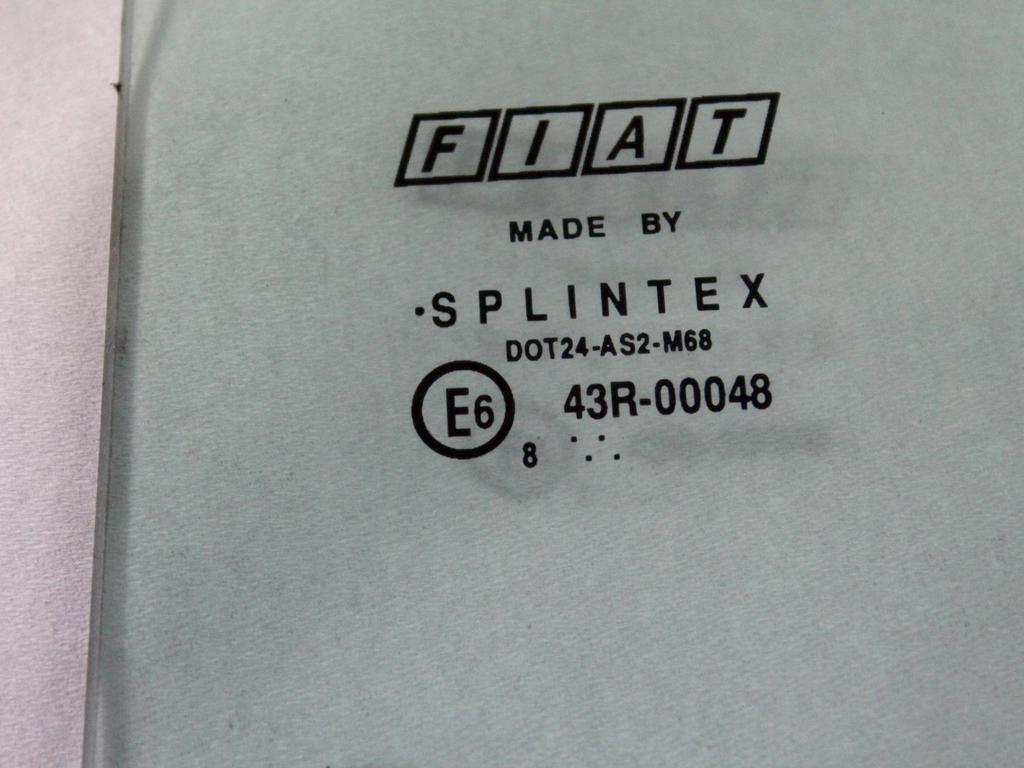 FIAT
MADE BY
·SPLINTEX
DOT24-AS2-M68
E6 43R-00048
8 ·.·.